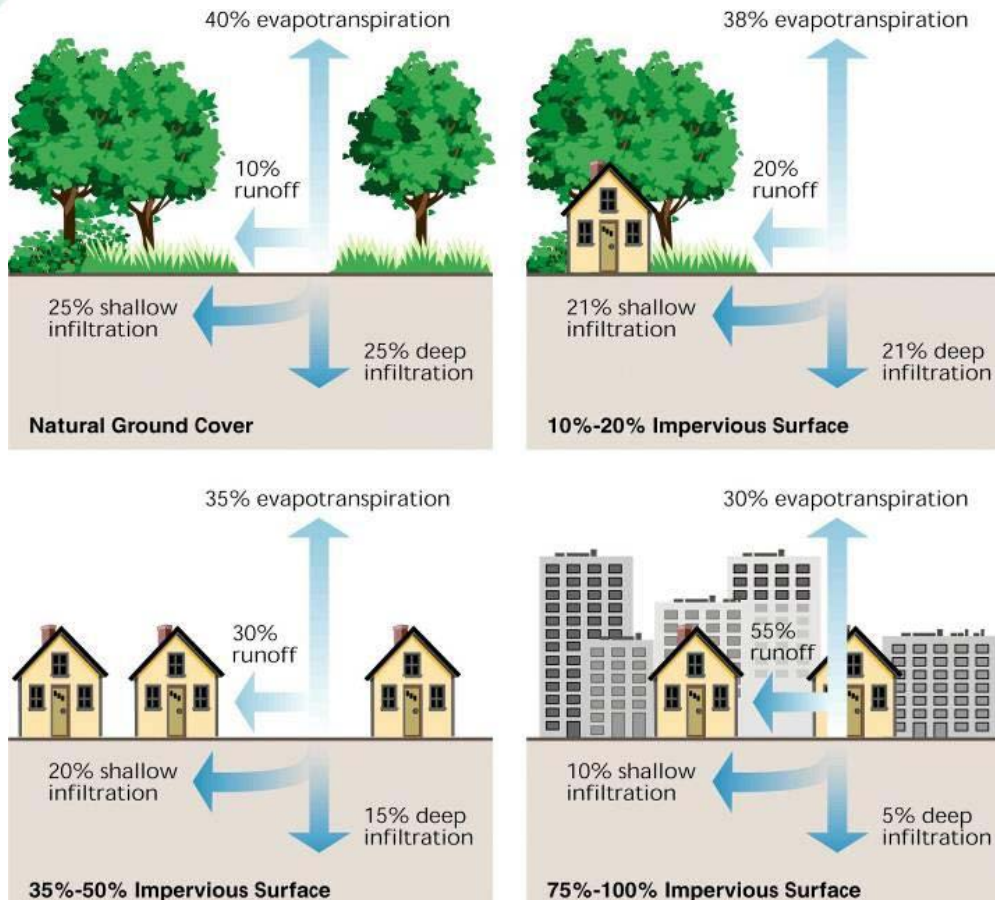 40% evapotranspiration
10%
runoff
25% shallow
infiltration
25% deep
infiltration
Natural Ground Cover
38% evapotranspiration
20%
runoff
21% shallow
infiltration
21% deep
infiltration
10%-20% Impervious Surface
35% evapotranspiration
30%
runoff
20% shallow
infiltration
15% deep
infiltration
35%-50% Impervious Surface
30% evapotranspiration
55%
runoff
10% shallow
infiltration
5% deep
infiltration
75%-100% Impervious Surface